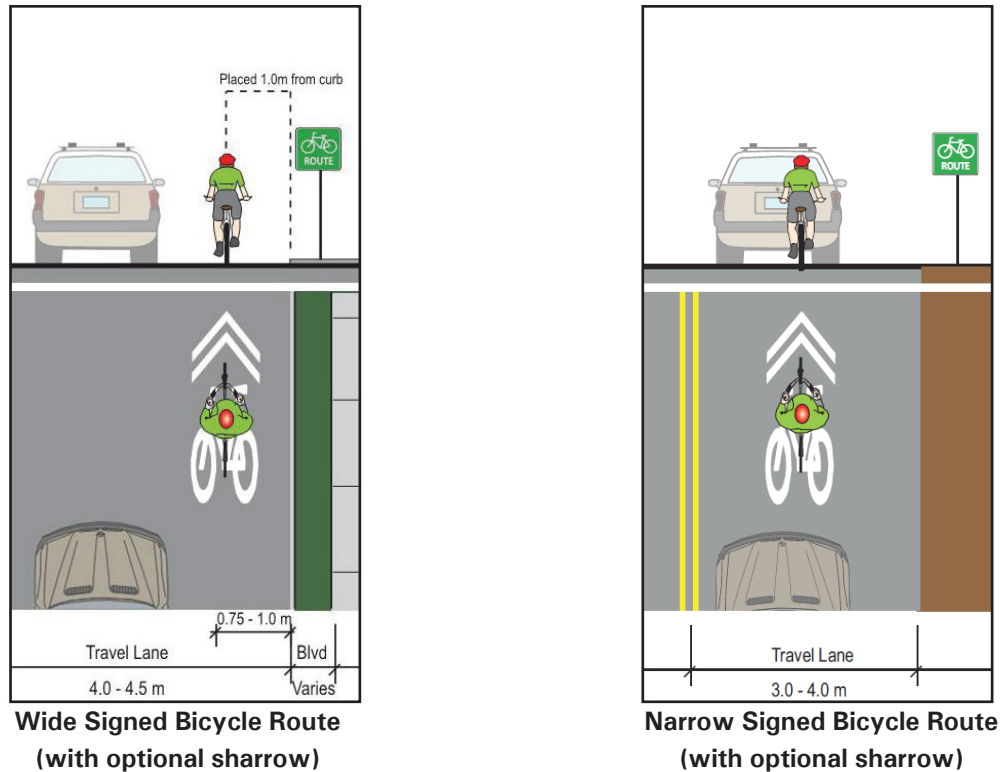 Placed 1.0m from curb
ROUTE
0.75 - 1.0 m
Travel Lane
Blvd
4.0 - 4.5 m
Varies
Wide Signed Bicycle Route
(with optional sharrow)
ROUTE
Travel Lane
3.0 - 4.0 m
Narrow Signed Bicycle Route
(with optional sharrow)